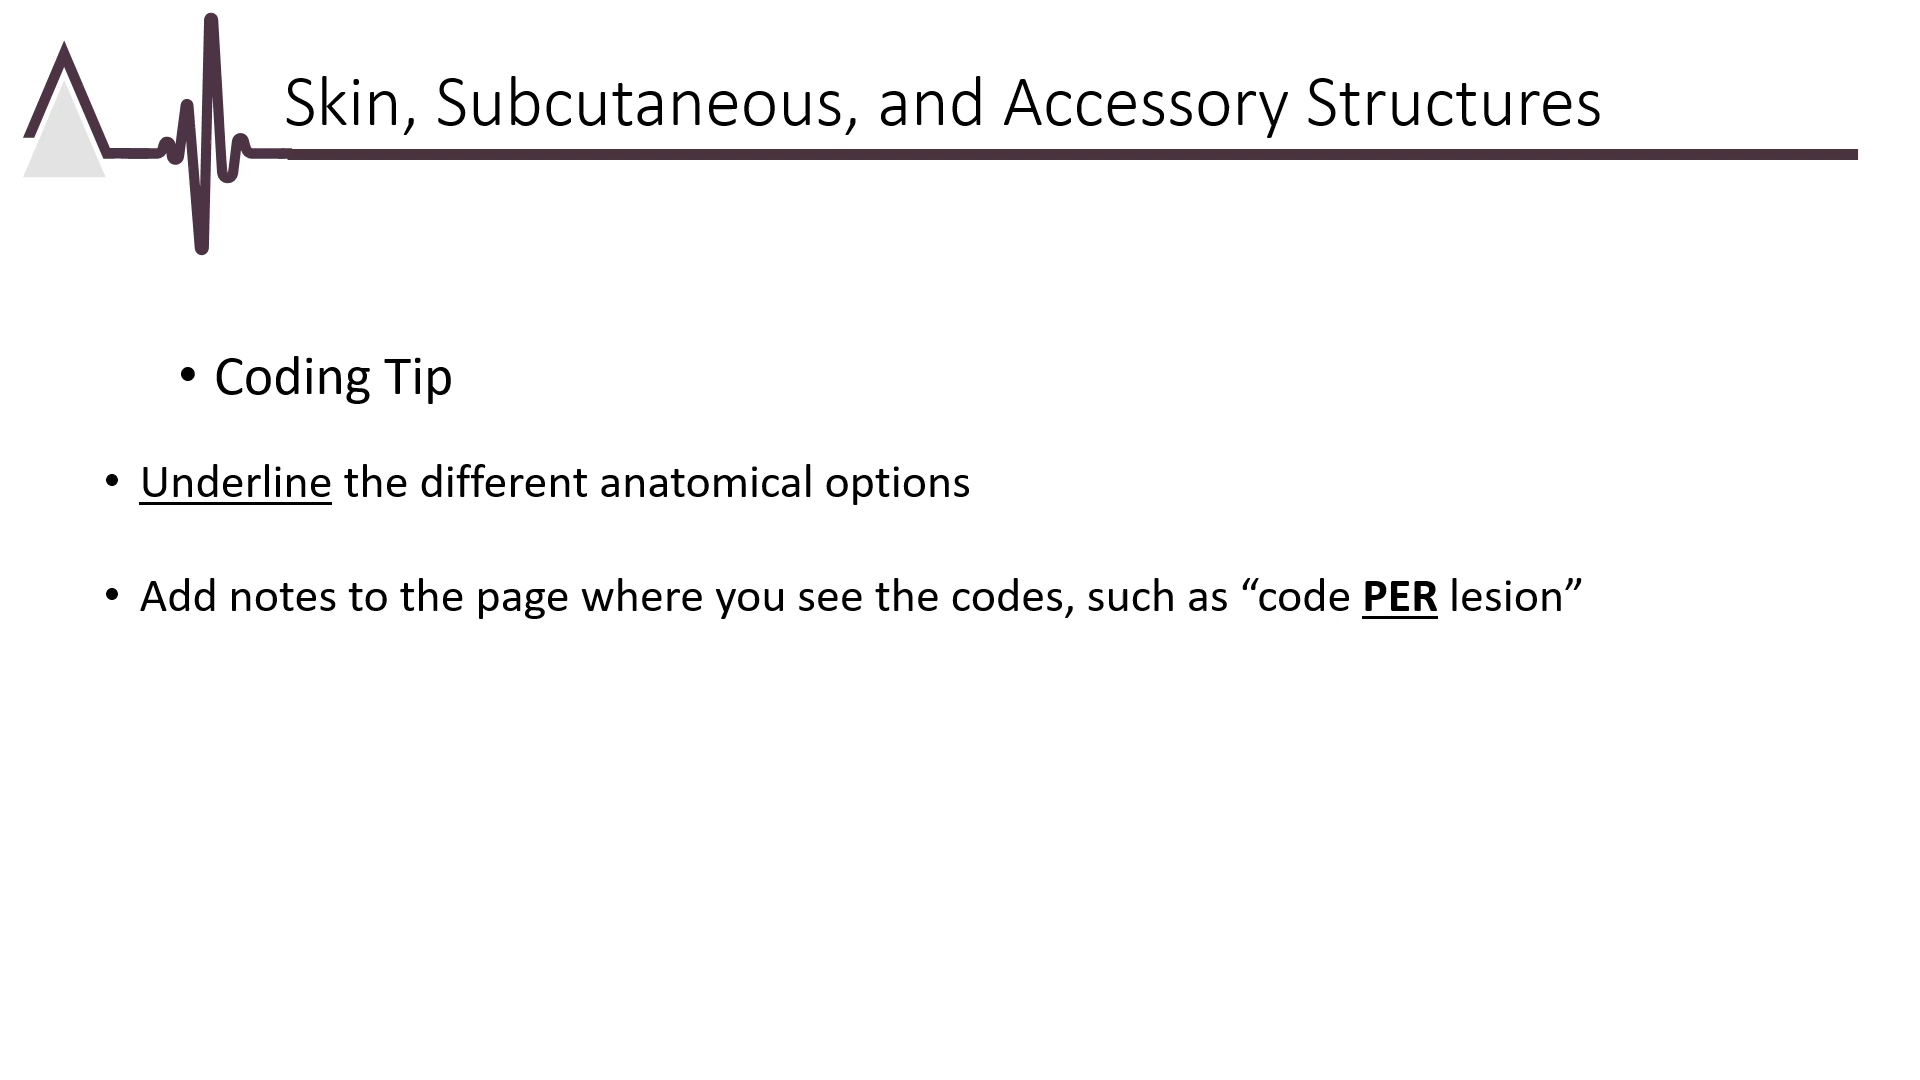 Skin, Subcutaneous, and Accessory Structures
• Coding Tip
• Underline the different anatomical options
• Add notes to the page where you see the codes, such as “code PER lesion”